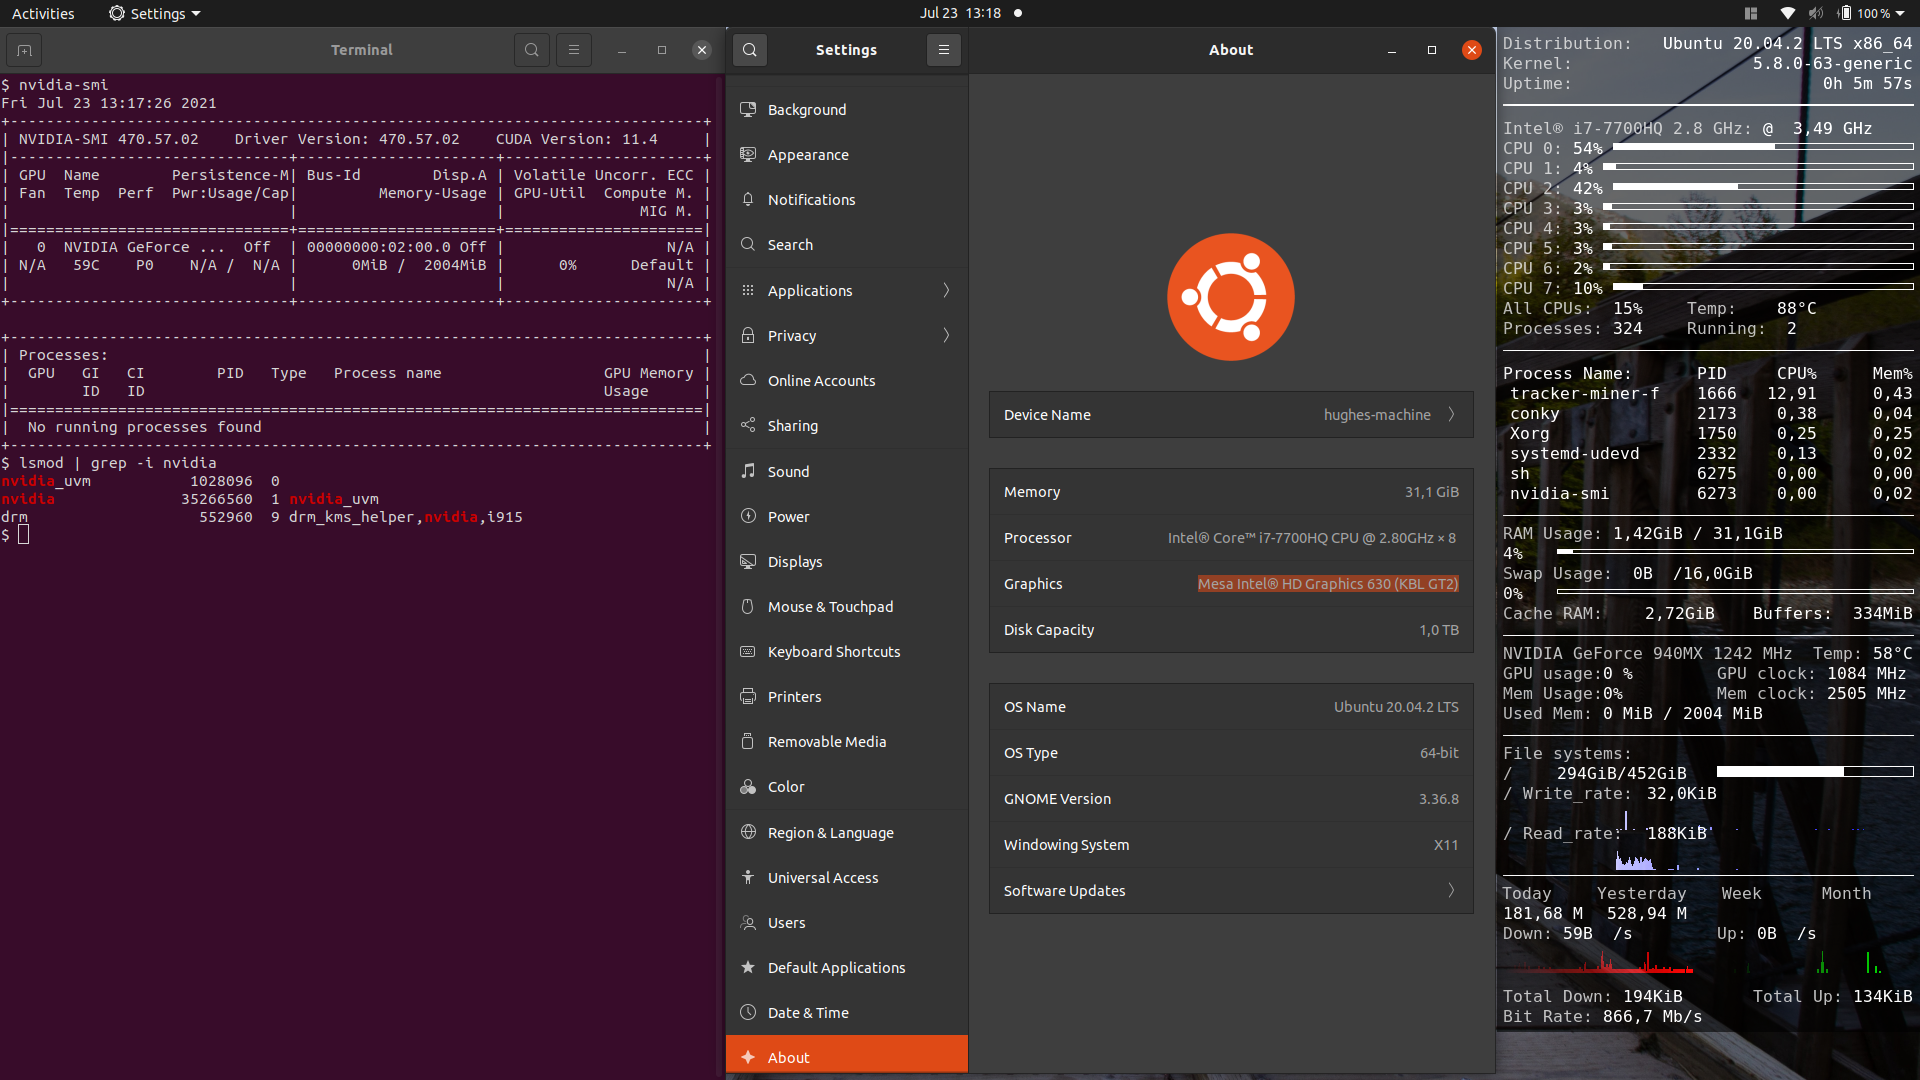 Activities
Settings
Jul 23 13:18
100 %
Terminal
$ nvidia-smi
Fri Jul 23 13:17:26 2021
+-----------------------------------------------------------------------------+
| NVIDIA-SMI 470.57.02    Driver Version: 470.57.02    CUDA Version: 11.4     |
|-------------------------------+----------------------+----------------------+
| GPU  Name        Persistence-M| Bus-Id        Disp.A | Volatile Uncorr. ECC |
| Fan  Temp  Perf  Pwr:Usage/Cap|         Memory-Usage | GPU-Util  Compute M. |
|                               |                      |               MIG M. |
|===============================+======================+======================|
|   0  NVIDIA GeForce ...  Off  | 00000000:02:00.0 Off |                  N/A |
| N/A   59C    P0    N/A /  N/A |      0MiB /  2004MiB |      0%      Default |
|                               |                      |                  N/A |
+-------------------------------+----------------------+----------------------+
+-----------------------------------------------------------------------------+
| Processes:                                                                  |
|  GPU   GI   CI        PID   Type   Process name                  GPU Memory |
|        ID   ID                                                   Usage      |
|=============================================================================|
|  No running processes found                                                 |
+-----------------------------------------------------------------------------+
$ lsmod | grep -i nvidia
nvidia_uvm           1028096  0
nvidia              35266560  1 nvidia_uvm
drm                   552960  9 drm_kms_helper,nvidia,i915
$
Settings
Background
Appearance
Notifications
Search
Applications
Privacy
Online Accounts
Sharing
Sound
Power
Displays
Mouse & Touchpad
Keyboard Shortcuts
Printers
Removable Media
Color
Region & Language
Universal Access
Users
Default Applications
Date & Time
About
About
Device Name hughes-machine
Memory 31,1 GiB
Processor Intel® Core™ i7-7700HQ CPU @ 2.80GHz × 8
Graphics Mesa Intel® HD Graphics 630 (KBL GT2)
Disk Capacity 1,0 TB
OS Name Ubuntu 20.04.2 LTS
OS Type 64-bit
GNOME Version 3.36.8
Windowing System X11
Software Updates
Distribution: Ubuntu 20.04.2 LTS x86_64
Kernel: 5.8.0-63-generic
Uptime: 0h 5m 57s
Intel® i7-7700HQ 2.8 GHz: @ 3,49 GHz
CPU 0: 54%
CPU 1: 4%
CPU 2: 42%
CPU 3: 3%
CPU 4: 3%
CPU 5: 3%
CPU 6: 2%
CPU 7: 10%
All CPUs: 15% Temp: 88°C
Processes: 324 Running: 2
Process Name: PID CPU% Mem%
tracker-miner-f 1666 12,91 0,43
conky 2173 0,38 0,04
Xorg 1750 0,25 0,25
systemd-udevd 2332 0,13 0,02
sh 6275 0,00 0,00
nvidia-smi 6273 0,00 0,02
RAM Usage: 1,42GiB / 31,1GiB
4%
Swap Usage: 0B /16,0GiB
0%
Cache RAM: 2,72GiB Buffers: 334MiB
NVIDIA GeForce 940MX 1242 MHz Temp: 58°C
GPU usage:0 % GPU clock: 1084 MHz
Mem Usage:0% Mem clock: 2505 MHz
Used Mem: 0 MiB / 2004 MiB
File systems:
/ 294GiB/452GiB
/ Write_rate: 32,0KiB
/ Read_rate: 188KiB
Today Yesterday Week Month
181,68 M 528,94 M
Down: 59B /s Up: 0B /s
Total Down: 194KiB Total Up: 134KiB
Bit Rate: 866,7 Mb/s